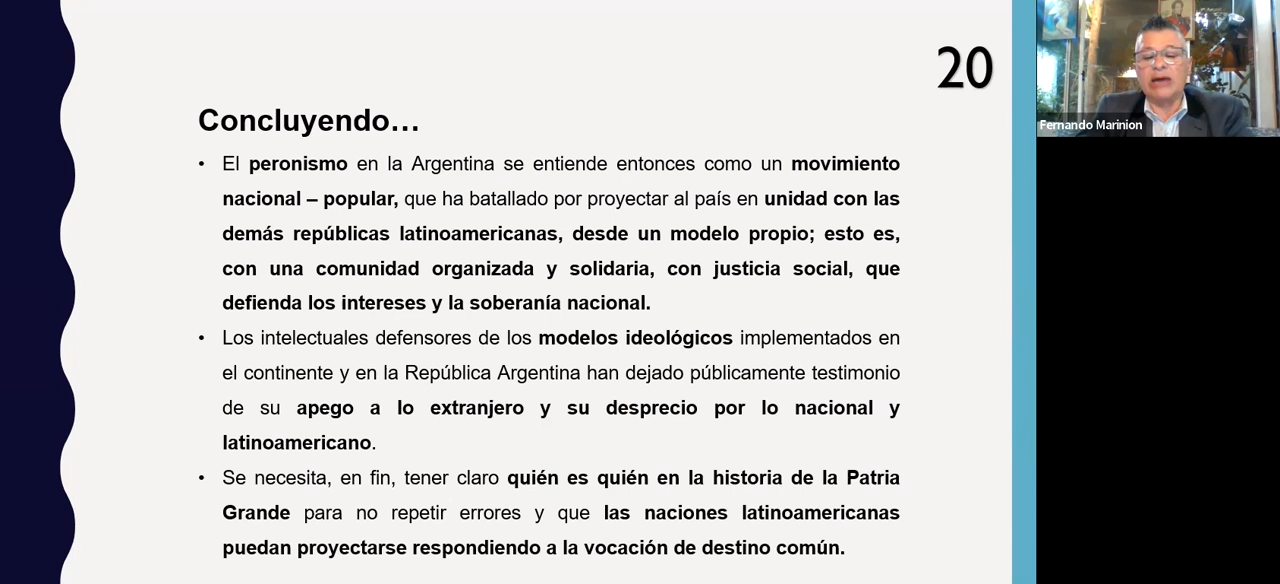 20
Concluyendo...
• El peronismo en la Argentina se entiende entonces como un movimiento
nacional – popular, que ha batallado por proyectar al país en unidad con las
demás repúblicas latinoamericanas, desde un modelo propio; esto es,
con una comunidad organizada y solidaria, con justicia social, que
defienda los intereses y la soberanía nacional.
• Los intelectuales defensores de los modelos ideológicos implementados en
el continente y en la República Argentina han dejado públicamente testimonio
de su apego a lo extranjero y su desprecio por lo nacional y
latinoamericano.
• Se necesita, en fin, tener claro quién es quién en la historia de la Patria
Grande para no repetir errores y que las naciones latinoamericanas
puedan proyectarse respondiendo a la vocación de destino común.
Fernando Marinion